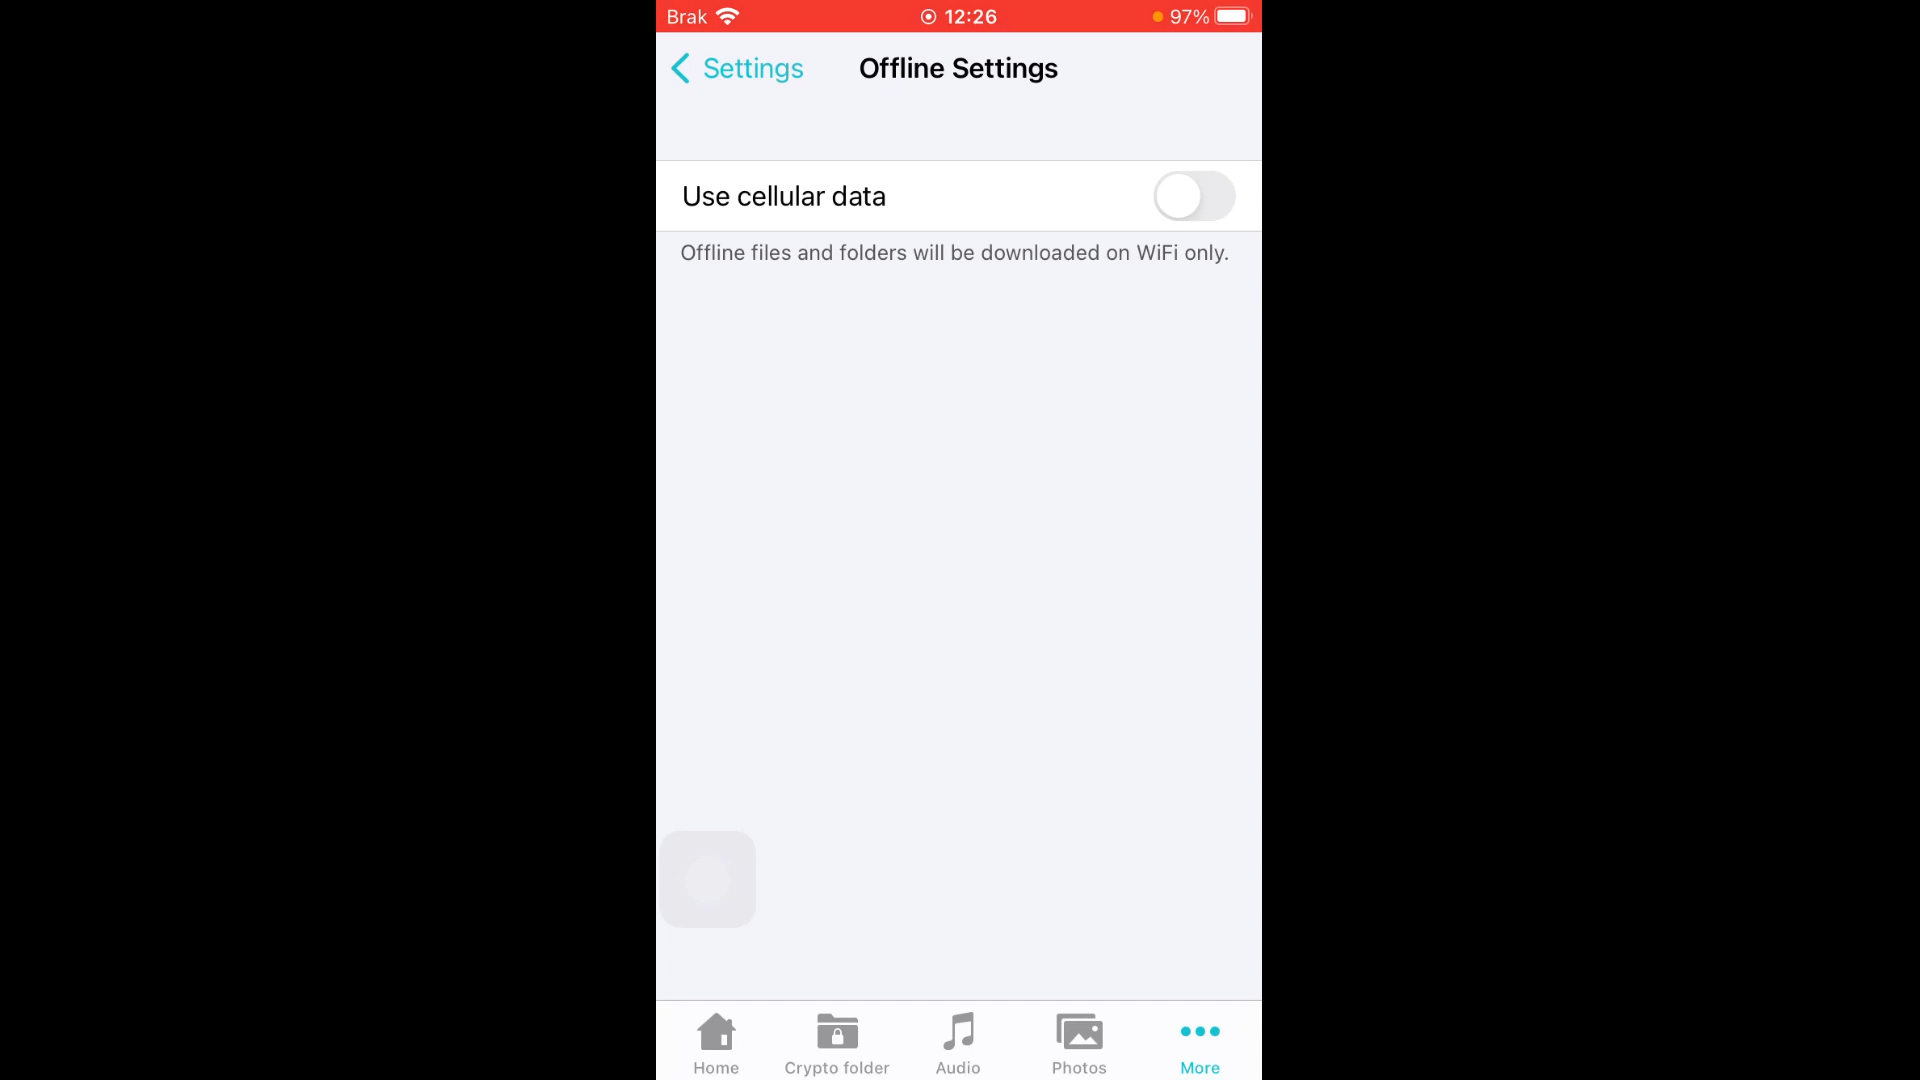 Brak 12:26 97%
Settings Offline Settings
Use cellular data
Offline files and folders will be downloaded on WiFi only.
Home Crypto folder Audio Photos More